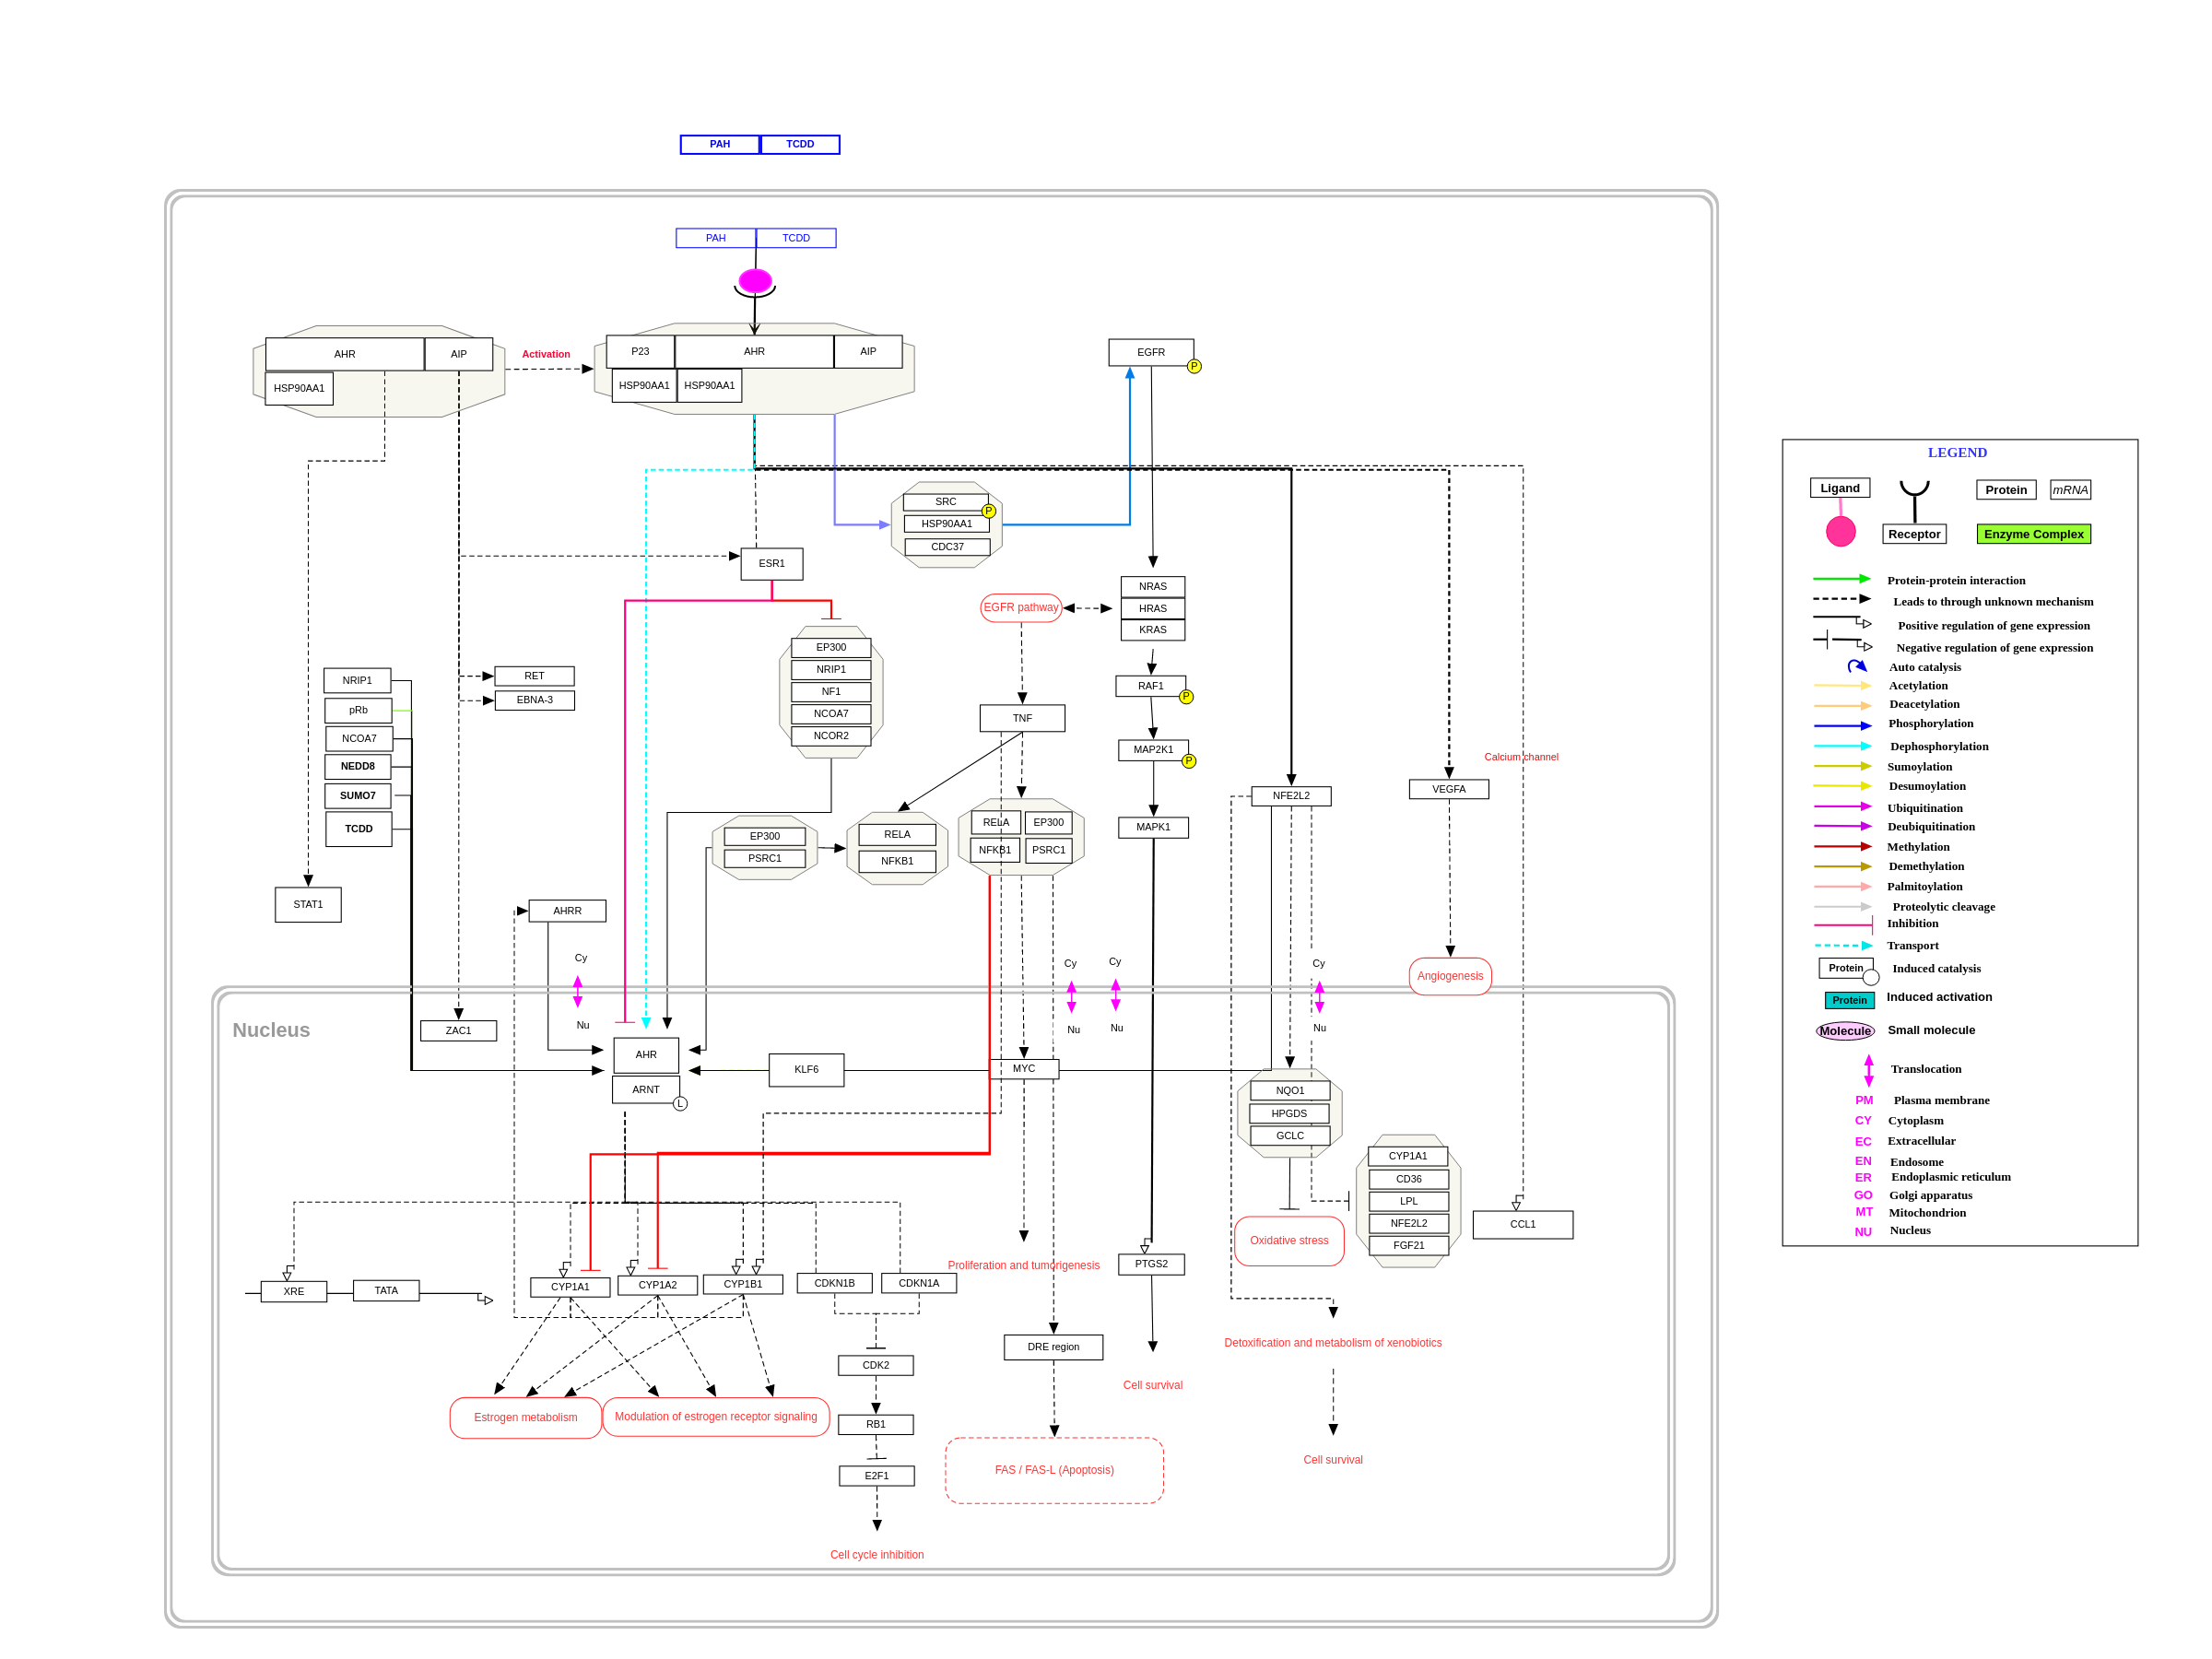 PAH TCDD
PAH TCDD
AHR AIP
HSP90AA1
Activation
P23 AHR AIP
HSP90AA1 HSP90AA1
EGFR
P
SRC
P
HSP90AA1
CDC37
ESR1
NRAS
HRAS
KRAS
EGFR pathway
EP300
NRIP1
NF1
NCOA7
NCOR2
RET
EBNA-3
NRIP1
pRb
NCOA7
NEDD8
SUMO7
TCDD
RAF1
P
TNF
MAP2K1
P
Calcium channel
NFE2L2
VEGFA
MAPK1
EP300
PSRC1
RELA
NFKB1
RELA EP300
NFKB1 PSRC1
STAT1
AHRR
Cy
Cy
Cy
Cy
Angiogenesis
Nucleus
ZAC1
Nu
Nu
Nu
Nu
AHR
ARNT
L
KLF6
MYC
NQO1
HPGDS
GCLC
CYP1A1
CD36
LPL
NFE2L2
FGF21
CCL1
Oxidative stress
Proliferation and tumorigenesis
PTGS2
XRE
TATA
CYP1A1
CYP1A2
CYP1B1
CDKN1B
CDKN1A
DRE region
Detoxification and metabolism of xenobiotics
CDK2
Cell survival
Estrogen metabolism
Modulation of estrogen receptor signaling
RB1
FAS / FAS-L (Apoptosis)
Cell survival
E2F1
Cell cycle inhibition
LEGEND
Ligand
Protein
mRNA
Receptor
Enzyme Complex
Protein-protein interaction
Leads to through unknown mechanism
Positive regulation of gene expression
Negative regulation of gene expression
Auto catalysis
Acetylation
Deacetylation
Phosphorylation
Dephosphorylation
Sumoylation
Desumoylation
Ubiquitination
Deubiquitination
Methylation
Demethylation
Palmitoylation
Proteolytic cleavage
Inhibition
Transport
Protein Induced catalysis
Protein Induced activation
Molecule Small molecule
Translocation
PM Plasma membrane
CY Cytoplasm
EC Extracellular
EN Endosome
ER Endoplasmic reticulum
GO Golgi apparatus
MT Mitochondrion
NU Nucleus